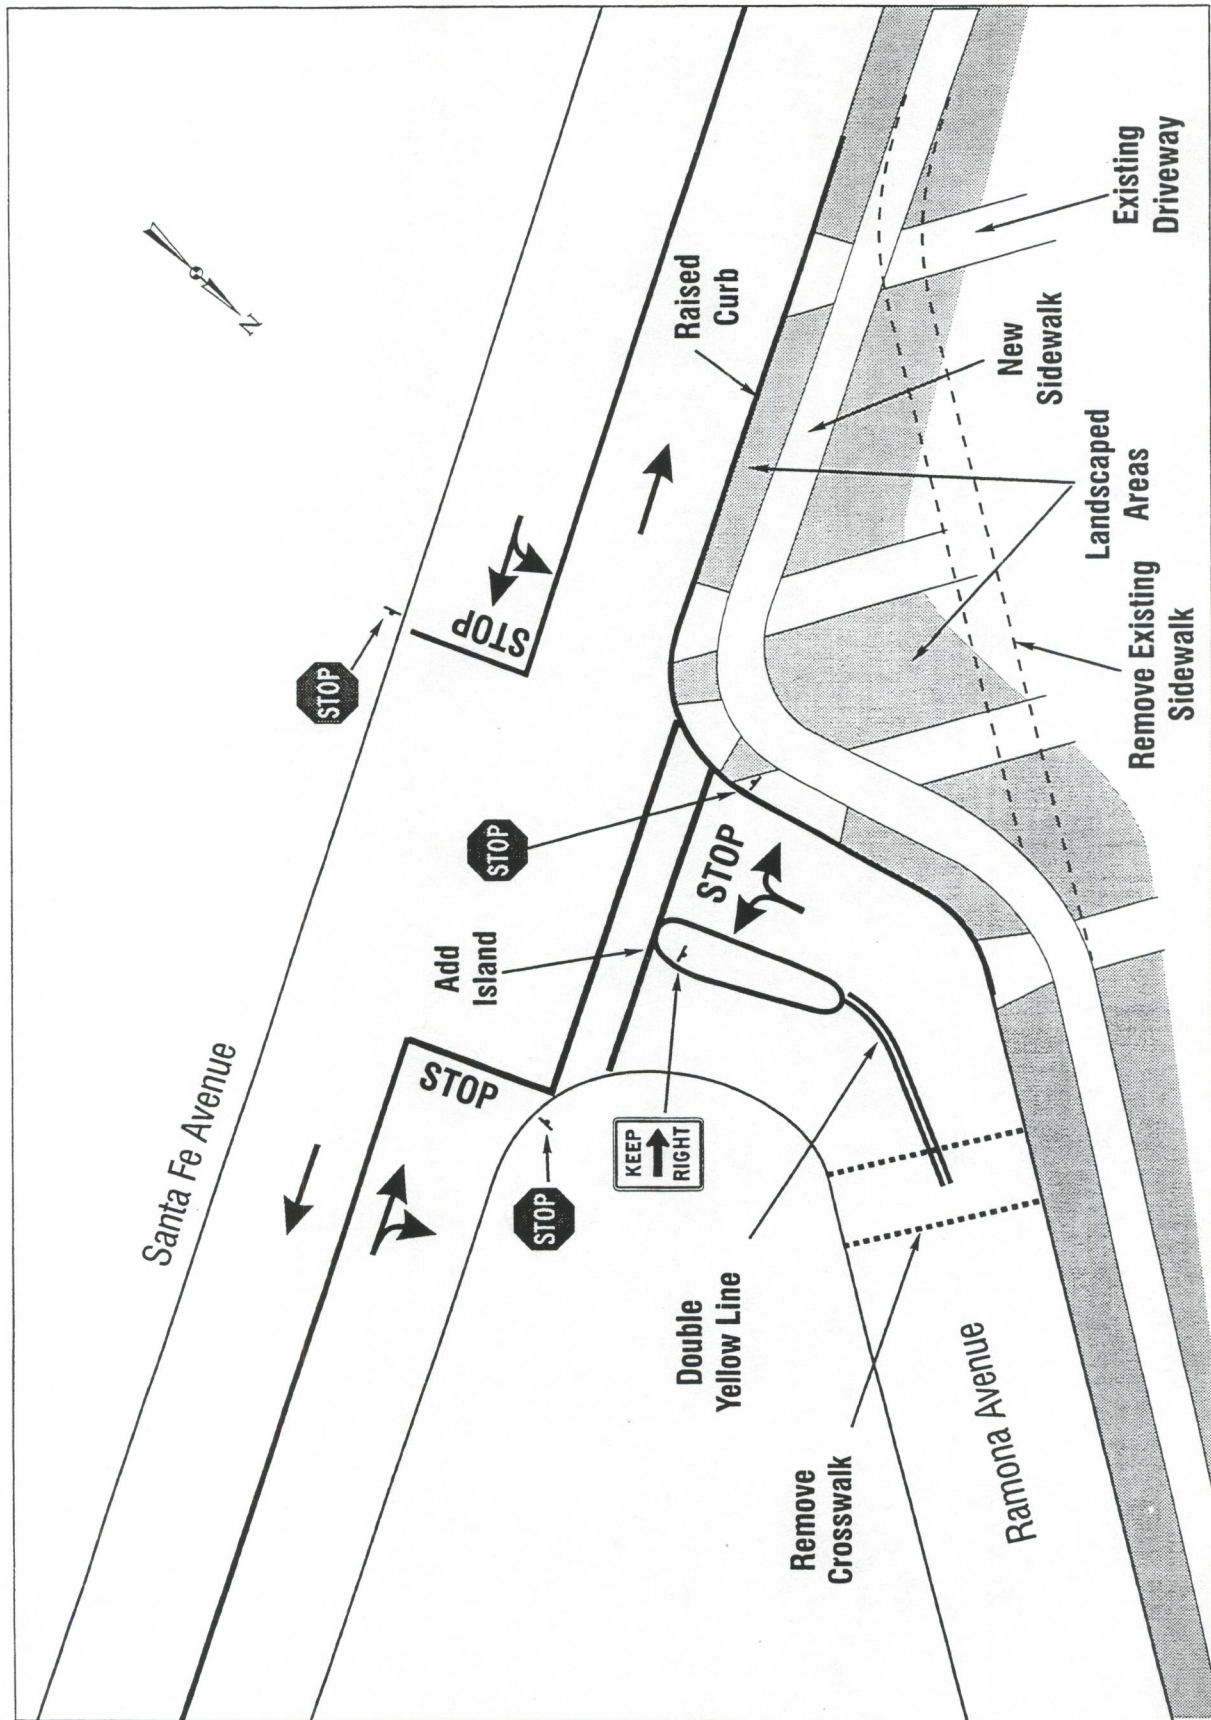 Santa Fe Avenue
STOP
STOP
STOP
STOP
Add
Island
STOP
STOP
KEEP
RIGHT
Double
Yellow Line
Remove
Crosswalk
Ramona Avenue
N
Raised
Curb
Existing
Driveway
New
Sidewalk
Landscaped
Areas
Remove Existing
Sidewalk